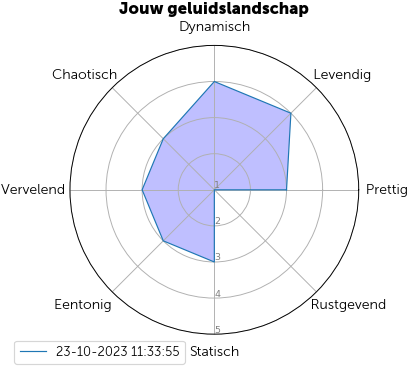 Jouw geluidslandschap
Dynamisch
Chaotisch
Levendig
Vervelend
1
Prettig
2
3
4
Eentonig
Rustgevend
5
23-10-2023 11:33:55
Statisch